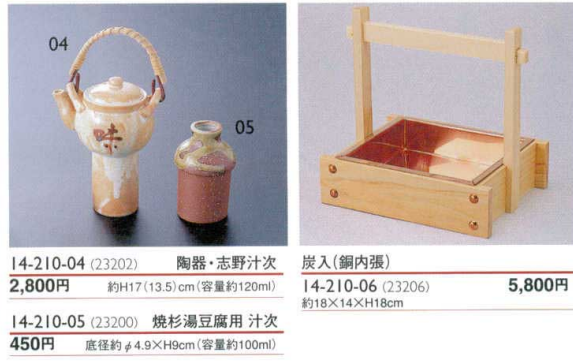 04
味
05
14-210-04 (23202) 陶器・志野汁次
2,800円 約H17(13.5)cm(容量約120ml)
14-210-05 (23200) 焼杉湯豆腐用 汁次
450円 底径約φ4.9×H9cm(容量約100ml)
炭入(銅内張)
14-210-06 (23206) 5,800円
約18×14×H18cm